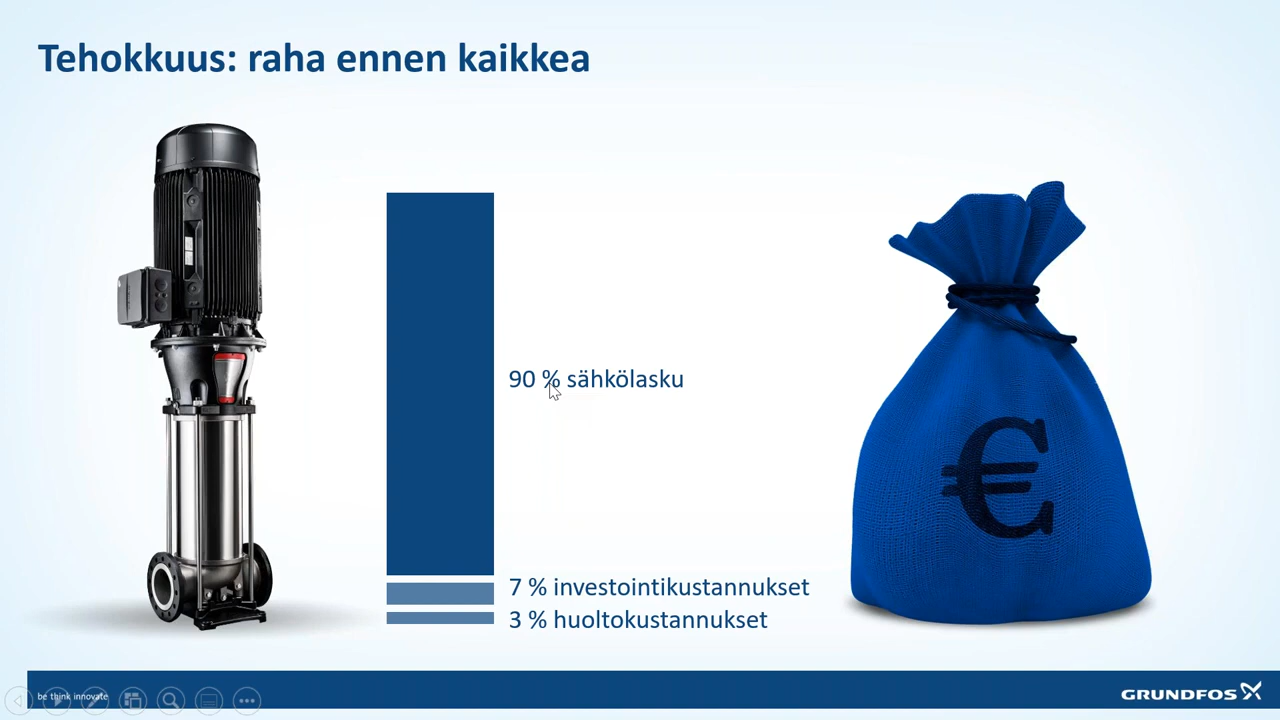 Tehokkuus: raha ennen kaikkea
90 % sähkölasku
€
7 % investointikustannukset
3 % huoltokustannukset
be think innovate
GRUNDFOS